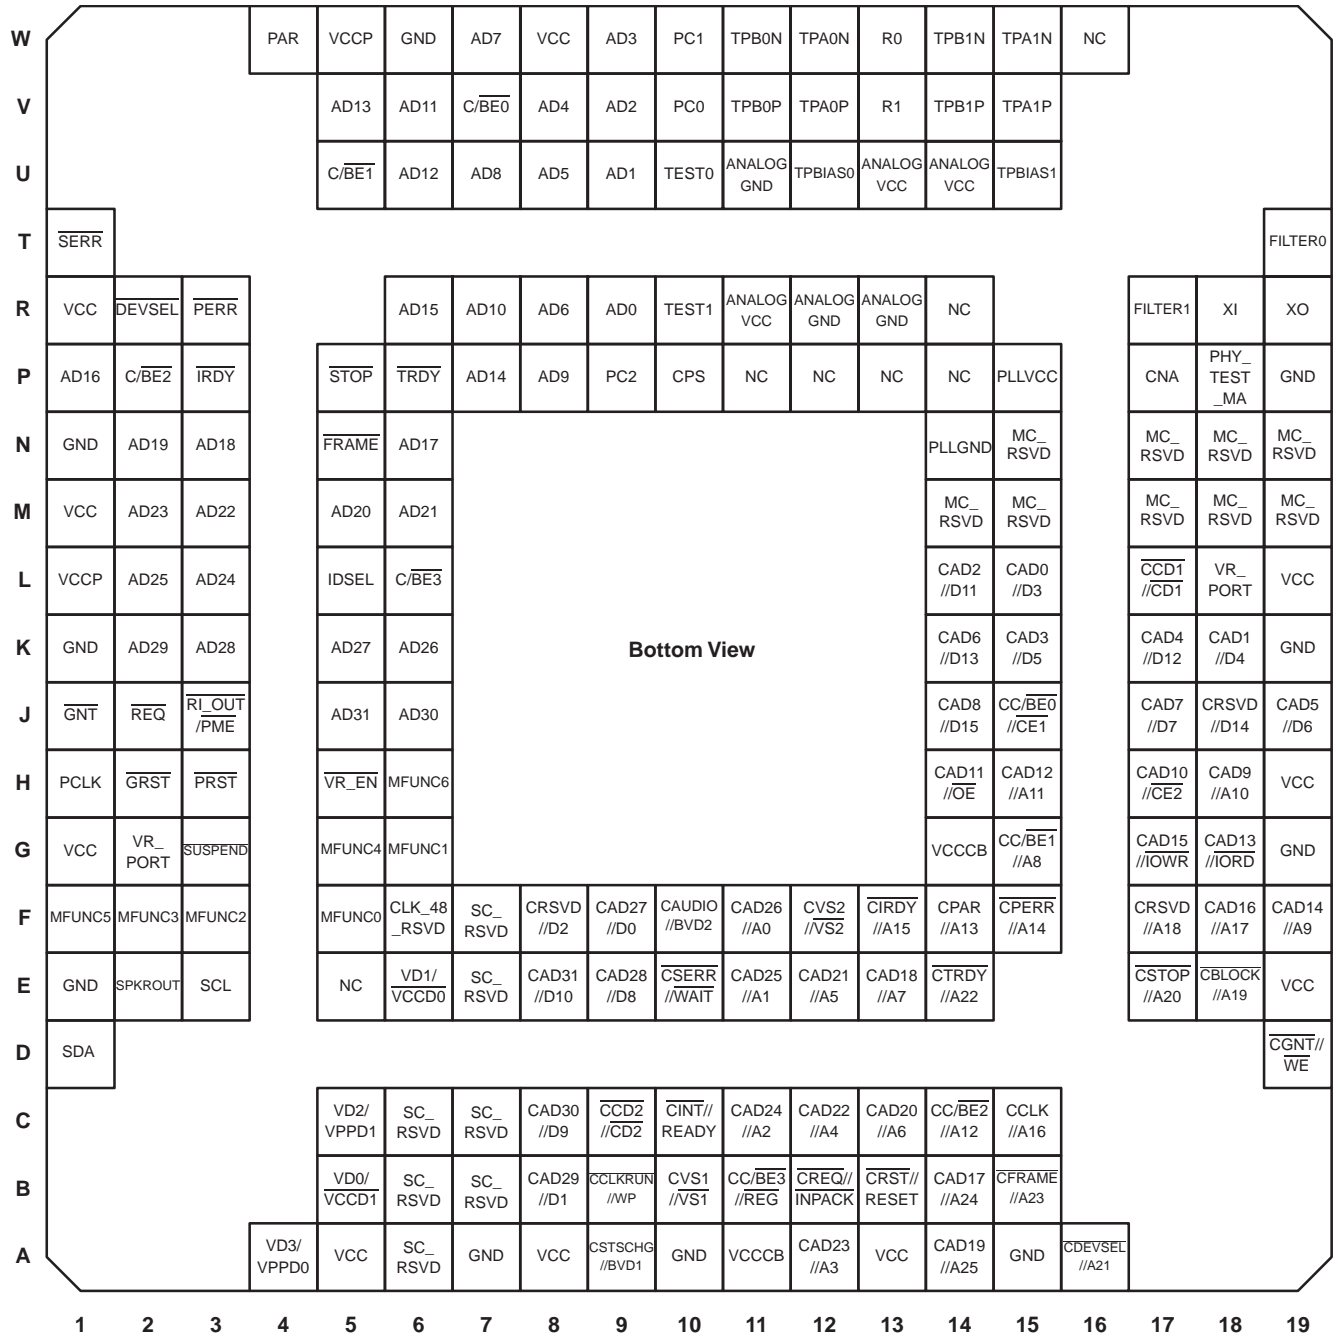 W PAR VCCP GND AD7 VCC AD3 PC1 TPB0N TPA0N R0 TPB1N TPA1N NC
V AD13 AD11 C/BE0 AD4 AD2 PC0 TPB0P TPA0P R1 TPB1P TPA1P
U C/BE1 AD12 AD8 AD5 AD1 TEST0 ANALOG GND TPBIAS0 ANALOG VCC ANALOG VCC TPBIAS1
T SERR FILTER0
R VCC DEVSEL PERR AD15 AD10 AD6 AD0 TEST1 ANALOG VCC ANALOG GND ANALOG GND NC FILTER1 XI XO
P AD16 C/BE2 IRDY STOP TRDY AD14 AD9 PC2 CPS NC NC NC NC PLLVCC CNA PHY_ TEST _MA GND
N GND AD19 AD18 FRAME AD17 PLLGND MC_ RSVD MC_ RSVD MC_ RSVD MC_ RSVD
M VCC AD23 AD22 AD20 AD21 MC_ RSVD MC_ RSVD MC_ RSVD MC_ RSVD MC_ RSVD
L VCCP AD25 AD24 IDSEL C/BE3 CAD2 //D11 CAD0 //D3 CCD1 //CD1 VR_ PORT VCC
K GND AD29 AD28 AD27 AD26 Bottom View CAD6 //D13 CAD3 //D5 CAD4 //D12 CAD1 //D4 GND
J GNT REQ RI_OUT /PME AD31 AD30 CAD8 //D15 CC/BE0 //CE1 CAD7 //D7 CRSVD //D14 CAD5 //D6
H PCLK GRST PRST VR_EN MFUNC6 CAD11 //OE CAD12 //A11 CAD10 //CE2 CAD9 //A10 VCC
G VCC VR_ PORT SUSPEND MFUNC4 MFUNC1 VCCCB CC/BE1 //A8 CAD15 //IOWR CAD13 //IORD GND
F MFUNC5 MFUNC3 MFUNC2 MFUNC0 CLK_48 _RSVD SC_ RSVD CRSVD //D2 CAD27 //D0 CAUDIO //BVD2 CAD26 //A0 CVS2 //VS2 CIRDY //A15 CPAR //A13 CPERR //A14 CRSVD //A18 CAD16 //A17 CAD14 //A9
E GND SPKROUT SCL NC VD1/ VCCD0 SC_ RSVD CAD31 //D10 CAD28 //D8 CSERR //WAIT CAD25 //A1 CAD21 //A5 CAD18 //A7 CTRDY //A22 CSTOP //A20 CBLOCK //A19 VCC
D SDA CGNT// WE
C VD2/ VPPD1 SC_ RSVD SC_ RSVD CAD30 //D9 CCD2 //CD2 CINT// READY CAD24 //A2 CAD22 //A4 CAD20 //A6 CC/BE2 //A12 CCLK //A16
B VD0/ VCCD1 SC_ RSVD SC_ RSVD CAD29 //D1 CCLKRUN //WP CVS1 //VS1 CC/BE3 //REG CREQ// INPACK CRST// RESET CAD17 //A24 CFRAME //A23
A VD3/ VPPD0 VCC SC_ RSVD GND VCC CSTSCHG //BVD1 GND VCCCB CAD23 //A3 VCC CAD19 //A25 GND CDEVSEL //A21
1 2 3 4 5 6 7 8 9 10 11 12 13 14 15 16 17 18 19